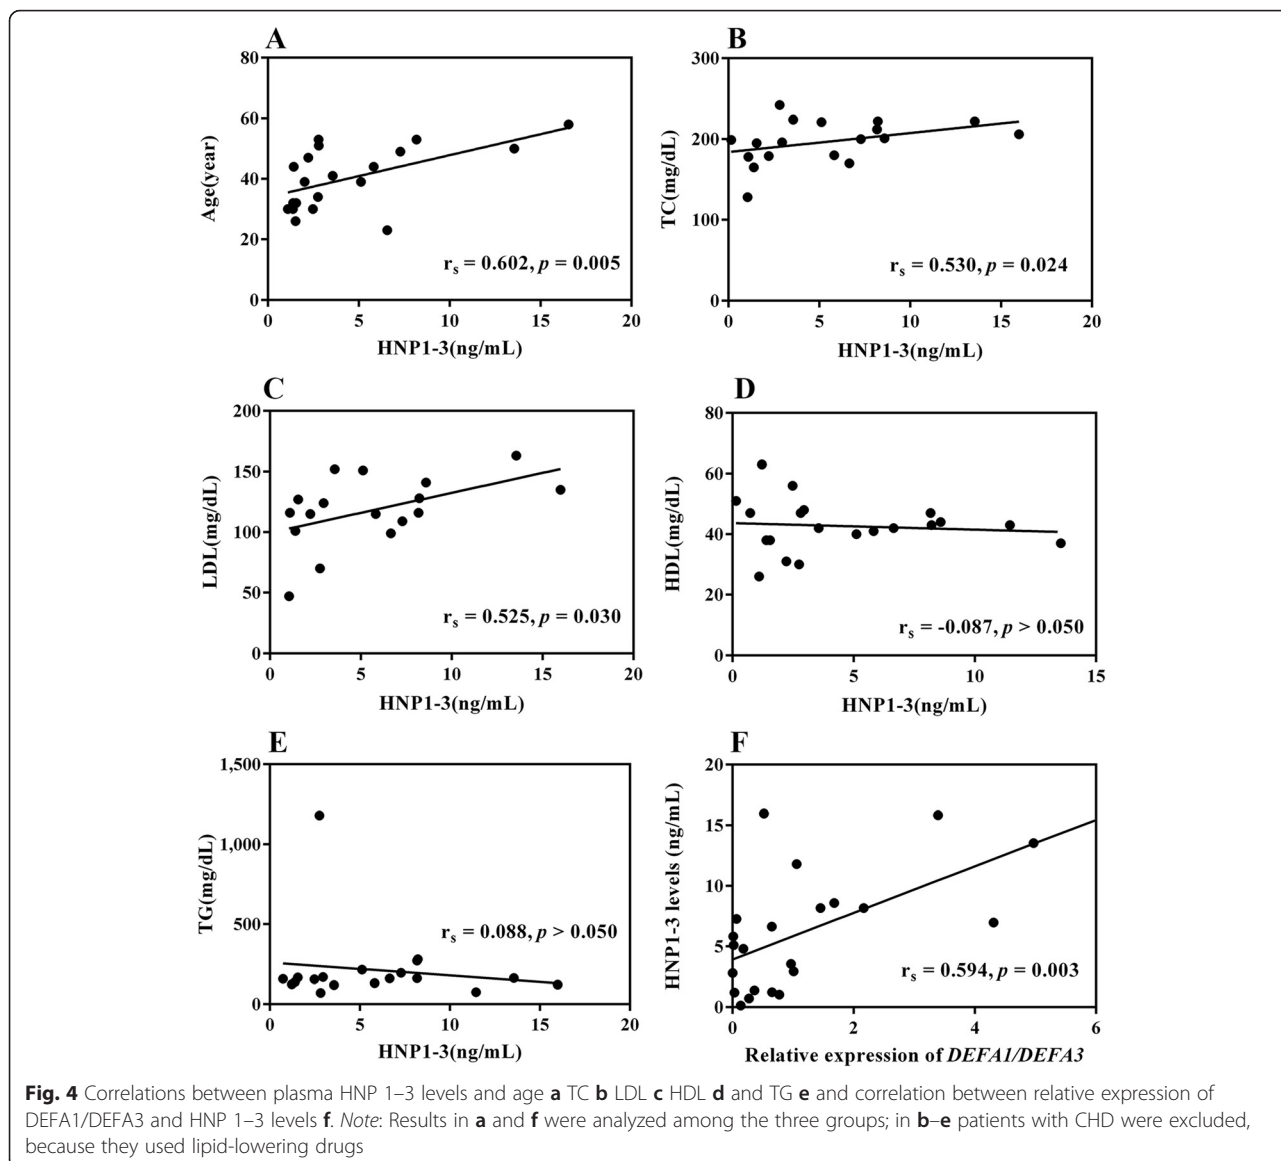 A
80
60
40
20
0
Age(year)
0 5 10 15 20
HNP1-3(ng/mL)
rs = 0.602, p = 0.005
B
300
200
100
0
TC(mg/dL)
0 5 10 15 20
HNP1-3(ng/mL)
rs = 0.530, p = 0.024
C
200
150
100
50
0
LDL(mg/dL)
0 5 10 15 20
HNP1-3(ng/mL)
rs = 0.525, p = 0.030
D
80
60
40
20
0
HDL(mg/dL)
0 5 10 15
HNP1-3(ng/mL)
rs = -0.087, p > 0.050
E
1,500
1,000
500
0
TG(mg/dL)
0 5 10 15 20
HNP1-3(ng/mL)
rs = 0.088, p > 0.050
F
20
15
10
5
0
HNP1-3 levels (ng/mL)
0 2 4 6
Relative expression of DEFA1/DEFA3
rs = 0.594, p = 0.003
Fig. 4 Correlations between plasma HNP 1–3 levels and age a TC b LDL c HDL d and TG e and correlation between relative expression of
DEFA1/DEFA3 and HNP 1–3 levels f. Note: Results in a and f were analyzed among the three groups; in b–e patients with CHD were excluded,
because they used lipid-lowering drugs